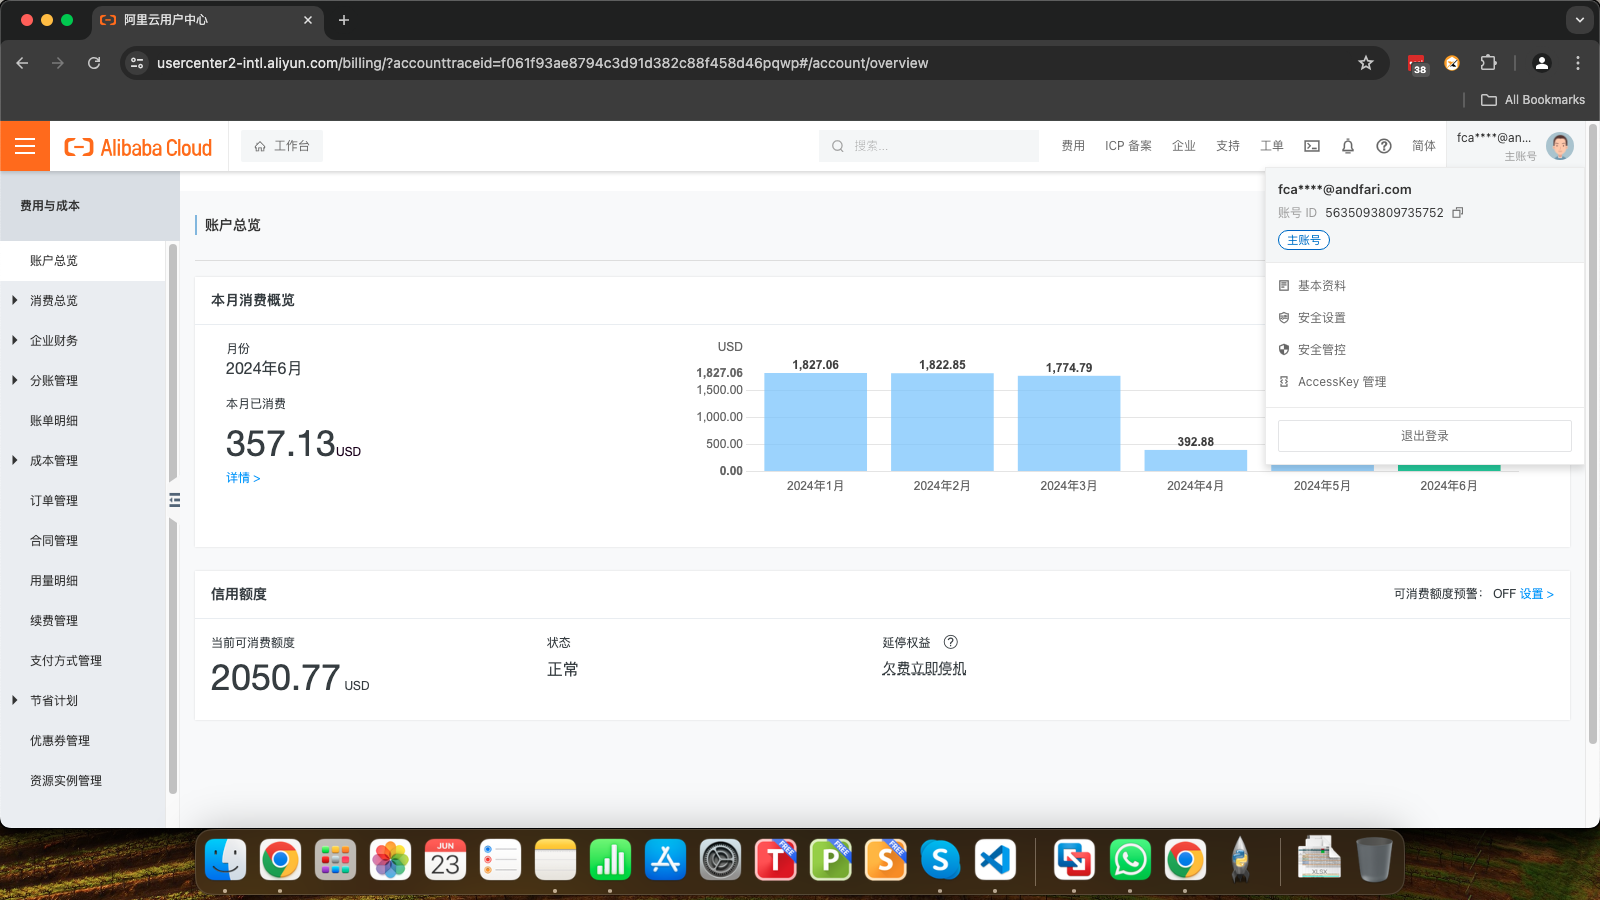 阿里云用户中心
usercenter2-intl.aliyun.com/billing/?accounttraceid=f061f93ae8794c3d91d382c88f458d46pqwp#/account/overview
38
All Bookmarks
Alibaba Cloud
工作台
搜索...
费用
ICP 备案
企业
支持
工单
简体
fca****@an...
主账号
fca****@andfari.com
账号 ID 5635093809735752
主账号
基本资料
安全设置
安全管控
AccessKey 管理
退出登录
费用与成本
账户总览
消费总览
企业财务
分账管理
账单明细
成本管理
订单管理
合同管理
用量明细
续费管理
支付方式管理
节省计划
优惠券管理
资源实例管理
账户总览
本月消费概览
月份
2024年6月
本月已消费
357.13USD
详情 >
USD
1,827.06
1,500.00
1,000.00
500.00
0.00
1,827.06
1,822.85
1,774.79
392.88
2024年1月
2024年2月
2024年3月
2024年4月
2024年5月
2024年6月
信用额度
可消费额度预警： OFF 设置 >
当前可消费额度
2050.77 USD
状态
正常
延停权益
欠费立即停机
JUN
23
T FREE
P FREE
S FREE
S
XLSX